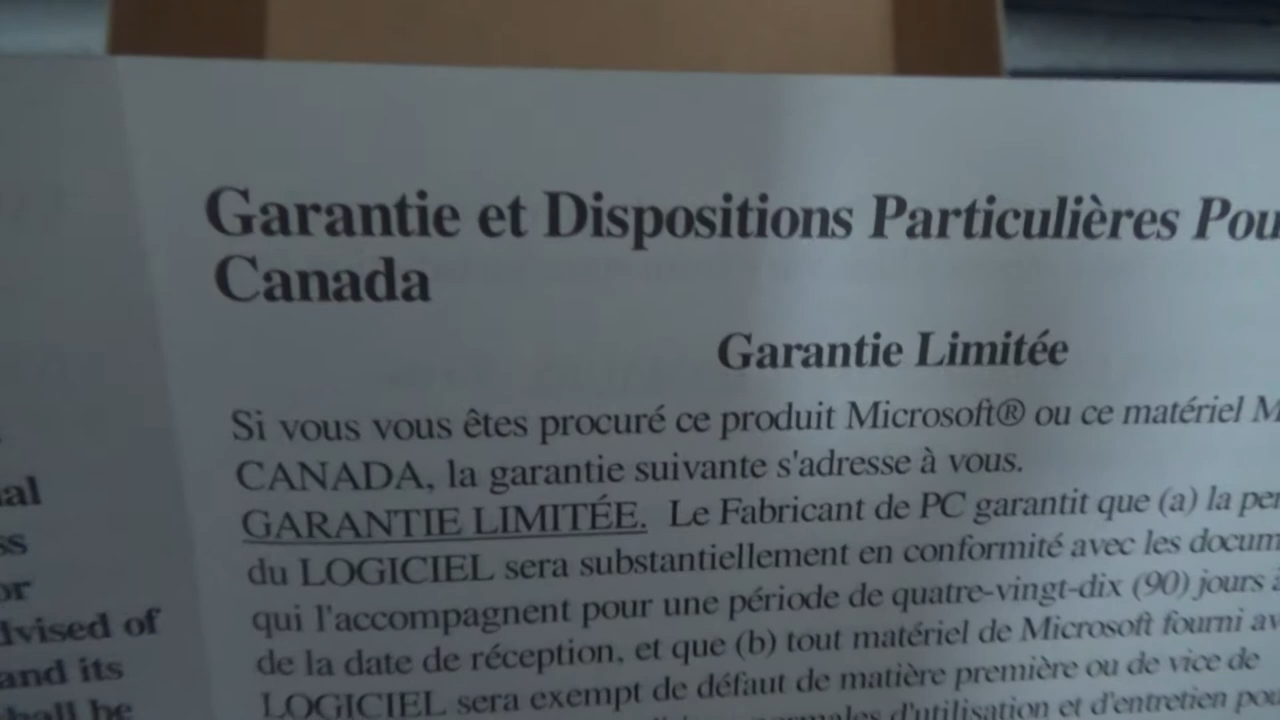 Garantie et Dispositions Particulières
Canada
Garantie Limitée
Si vous vous êtes procuré ce produit Microsoft® ou ce matériel
CANADA, la garantie suivante s'adresse à vous.
GARANTIE LIMITÉE. Le Fabricant de PC garantit que (a) la
du LOGICIEL sera substantiellement en conformité avec les
qui l'accompagnent pour une période de quatre-vingt-dix (90) jours
de la date de réception, et que (b) tout matériel de Microsoft fourni
LOGICIEL sera exempt de défaut de matière première ou de vice de
d'utilisation et d'entretien
dvised of
and its